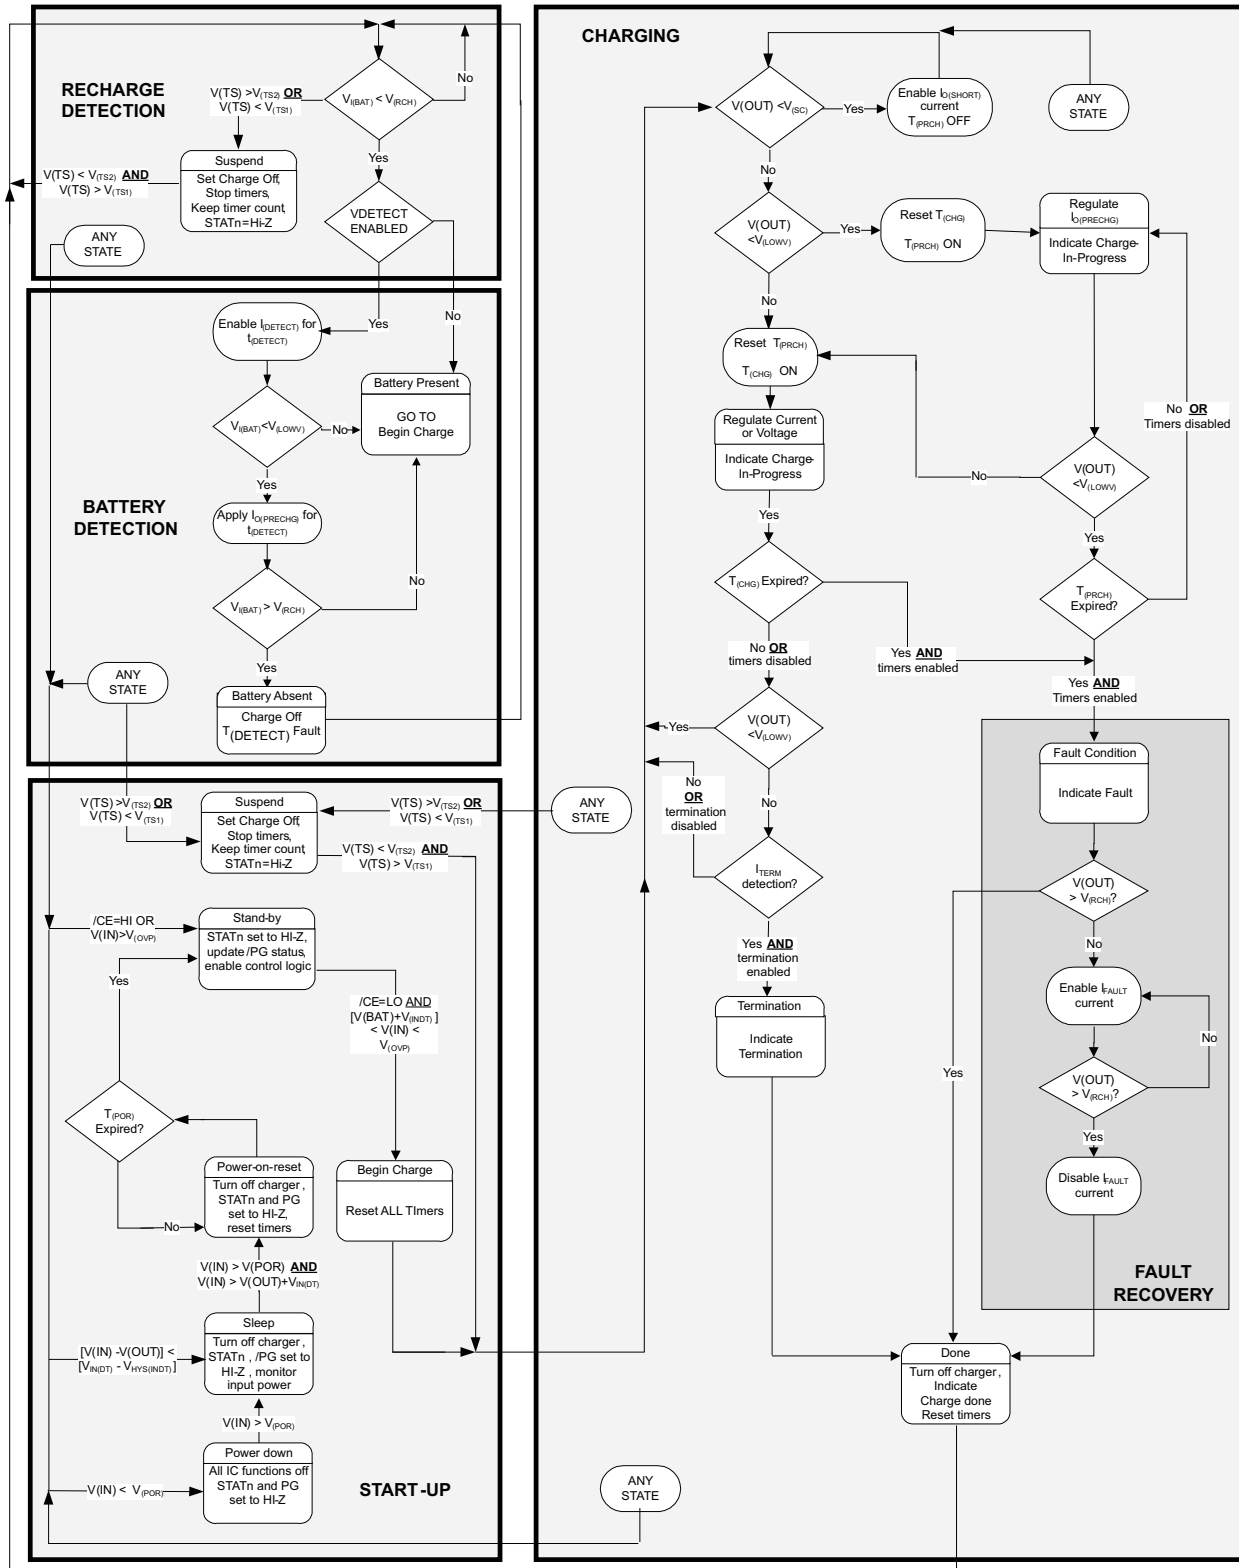 RECHARGE
DETECTION
V(TS) >V(TS2) OR
V(TS) < V(TS1)
VI(BAT) < V(RCH)
No
Yes
Suspend
Set Charge Off,
Stop timers,
Keep timer count,
STATn=Hi-Z
V(TS) < V(TS2) AND
V(TS) > V(TS1)
VDETECT
ENABLED
ANY
STATE
Yes
No
BATTERY
DETECTION
Enable I(DETECT) for
t(DETECT)
Battery Present
GO TO
Begin Charge
VI(BAT)<V(LOWV)
No
Yes
Apply IO(PRECHG) for
t(DETECT)
No
VI(BAT) > V(RCH)
Yes
ANY
STATE
Battery Absent
Charge Off
T(DETECT) Fault
START-UP
V(TS) >V(TS2) OR
V(TS) < V(TS1)
Suspend
Set Charge Off,
Stop timers,
Keep timer count,
STATn=Hi-Z
V(TS) >V(TS2) OR
V(TS) < V(TS1)
V(TS) < V(TS2) AND
V(TS) > V(TS1)
ANY
STATE
/CE=HI OR
V(IN)>V(OVP)
Stand-by
STATn set to HI-Z,
update /PG status,
enable control logic
Yes
/CE=LO AND
[V(BAT)+V(INDT) ]
< V(IN) <
V(OVP)
T(POR)
Expired?
Power-on-reset
Turn off charger ,
STATn and PG
set to HI-Z,
reset timers
No
Begin Charge
Reset ALL TImers
V(IN) > V(POR) AND
V(IN) > V(OUT)+VIN(DT)
Sleep
Turn off charger ,
STATn , /PG set to
HI-Z , monitor
input power
[V(IN) -V(OUT)] <
[VIN(DT) - VHYS(INDT)]
V(IN) > V(POR)
Power down
All IC functions off
STATn and PG
set to HI-Z
V(IN) < V(POR)
ANY
STATE
CHARGING
V(OUT) <V(SC)
Yes
Enable IO(SHORT)
current
T(PRCH) OFF
ANY
STATE
No
V(OUT)
<V(LOWV)
Yes
Reset T(CHG)
T(PRCH) ON
Regulate
IO(PRECHG)
Indicate Charge-
In-Progress
No
Reset T(PRCH)
T(CHG) ON
Regulate Current
or Voltage
Indicate Charge-
In-Progress
No OR
Timers disabled
V(OUT)
<V(LOWV)
No
Yes
Yes
T(CHG) Expired?
T(PRCH)
Expired?
No OR
timers disabled
Yes AND
timers enabled
Yes AND
Timers enabled
V(OUT)
<V(LOWV)
Yes
No
OR
termination
disabled
No
ITERM
detection?
Yes AND
termination
enabled
Termination
Indicate
Termination
Fault Condition
Indicate Fault
V(OUT)
> V(RCH)?
No
Enable IFAULT
current
No
Yes
V(OUT)
> V(RCH)?
Yes
Disable IFAULT
current
FAULT
RECOVERY
Done
Turn off charger ,
Indicate
Charge done
Reset timers